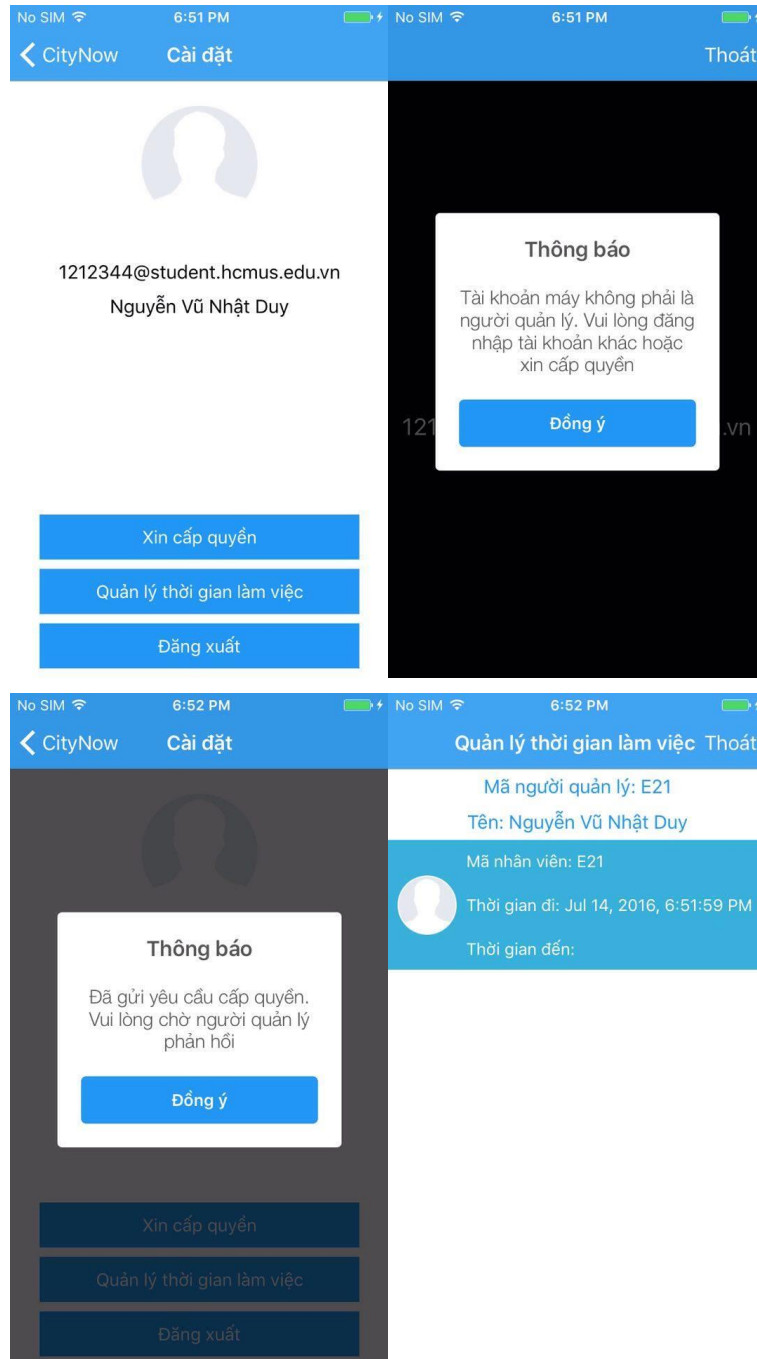 No SIM 6:51 PM
CityNow Cài đặt
1212344@student.hcmus.edu.vn
Nguyễn Vũ Nhật Duy
Xin cấp quyền
Quản lý thời gian làm việc
Đăng xuất
No SIM 6:51 PM
Thoát
Thông báo
Tài khoản máy không phải là
người quản lý. Vui lòng đăng
nhập tài khoản khác hoặc
xin cấp quyền
121 .vn
Đồng ý
No SIM 6:52 PM
CityNow Cài đặt
Thông báo
Đã gửi yêu cầu cấp quyền.
Vui lòng chờ người quản lý
phản hồi
Đồng ý
Xin cấp quyền
Quản lý thời gian làm việc
Đăng xuất
No SIM 6:52 PM
Quản lý thời gian làm việc Thoát
Mã người quản lý: E21
Tên: Nguyễn Vũ Nhật Duy
Mã nhân viên: E21
Thời gian đi: Jul 14, 2016, 6:51:59 PM
Thời gian đến: